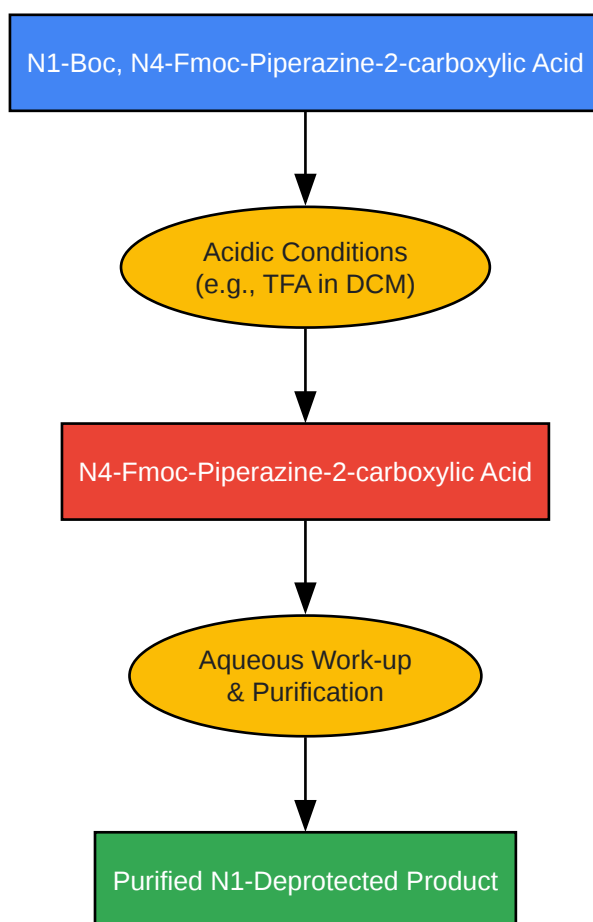 N1-Boc, N4-Fmoc-Piperazine-2-carboxylic Acid
Acidic Conditions
(e.g., TFA in DCM)
N4-Fmoc-Piperazine-2-carboxylic Acid
Aqueous Work-up
& Purification
Purified N1-Deprotected Product